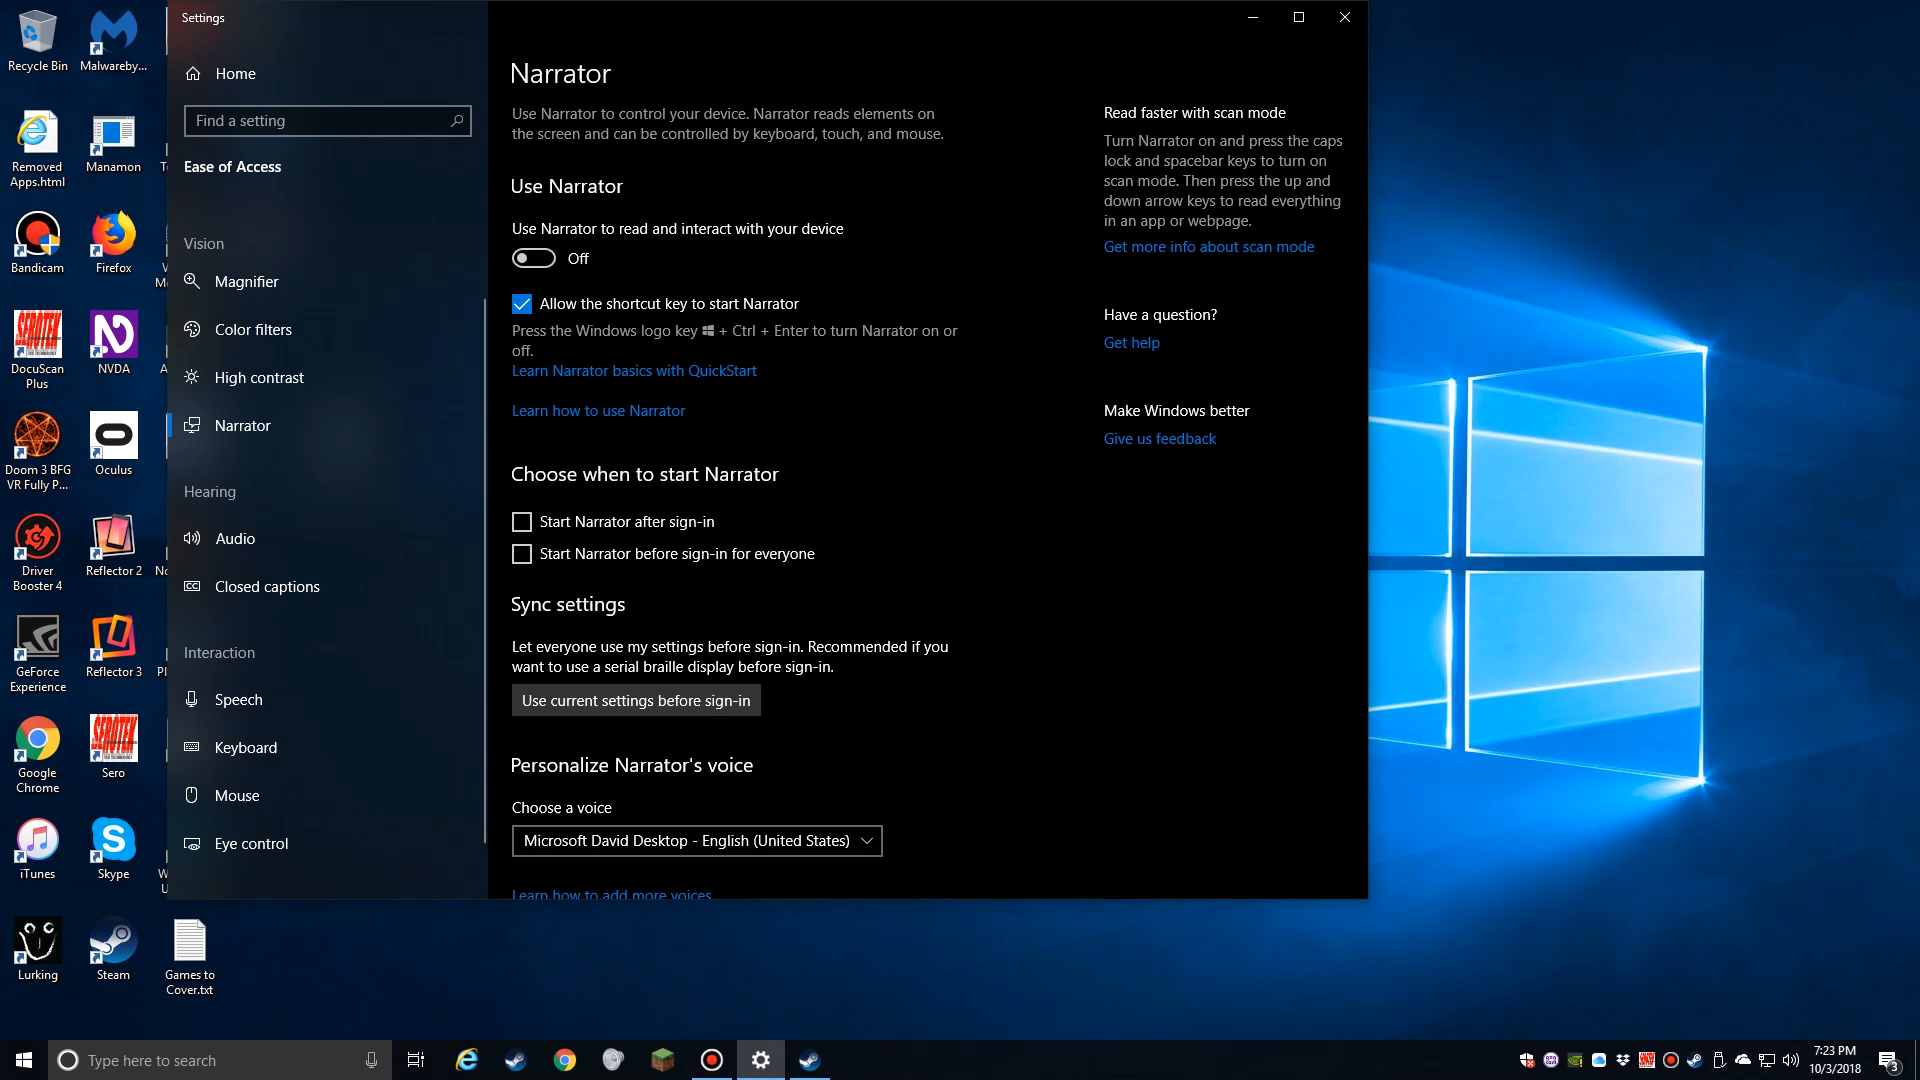 Recycle Bin
Malwareby...
Removed
Apps.html
Manamon
Bandicam
Firefox
DocuScan
Plus
NVDA
Doom 3 BFG
VR Fully P...
Oculus
Driver
Booster 4
Reflector 2
GeForce
Experience
Reflector 3
Google
Chrome
SEROTEK
Sero
iTunes
Skype
Lurking
Steam
Games to
Cover.txt
Settings
Home
Find a setting
Ease of Access
Vision
Magnifier
Color filters
High contrast
Narrator
Hearing
Audio
Closed captions
Interaction
Speech
Keyboard
Mouse
Eye control
Narrator
Use Narrator to control your device. Narrator reads elements on
the screen and can be controlled by keyboard, touch, and mouse.
Use Narrator
Use Narrator to read and interact with your device
Off
Allow the shortcut key to start Narrator
Press the Windows logo key + Ctrl + Enter to turn Narrator on or
off.
Learn Narrator basics with QuickStart
Learn how to use Narrator
Choose when to start Narrator
Start Narrator after sign-in
Start Narrator before sign-in for everyone
Sync settings
Let everyone use my settings before sign-in. Recommended if you
want to use a serial braille display before sign-in.
Use current settings before sign-in
Personalize Narrator's voice
Choose a voice
Microsoft David Desktop - English (United States)
Learn how to add more voices
Read faster with scan mode
Turn Narrator on and press the caps
lock and spacebar keys to turn on
scan mode. Then press the up and
down arrow keys to read everything
in an app or webpage.
Get more info about scan mode
Have a question?
Get help
Make Windows better
Give us feedback
Type here to search
7:23 PM
10/3/2018
3